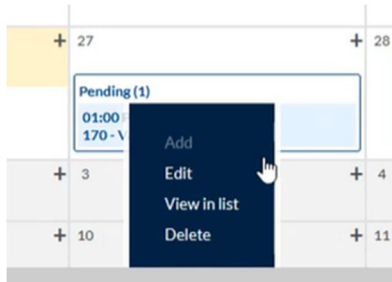 + 27 + 28
Pending (1)
01:00
170 - V
Add
+ 3 Edit + 4
View in list
+ 10 Delete + 11